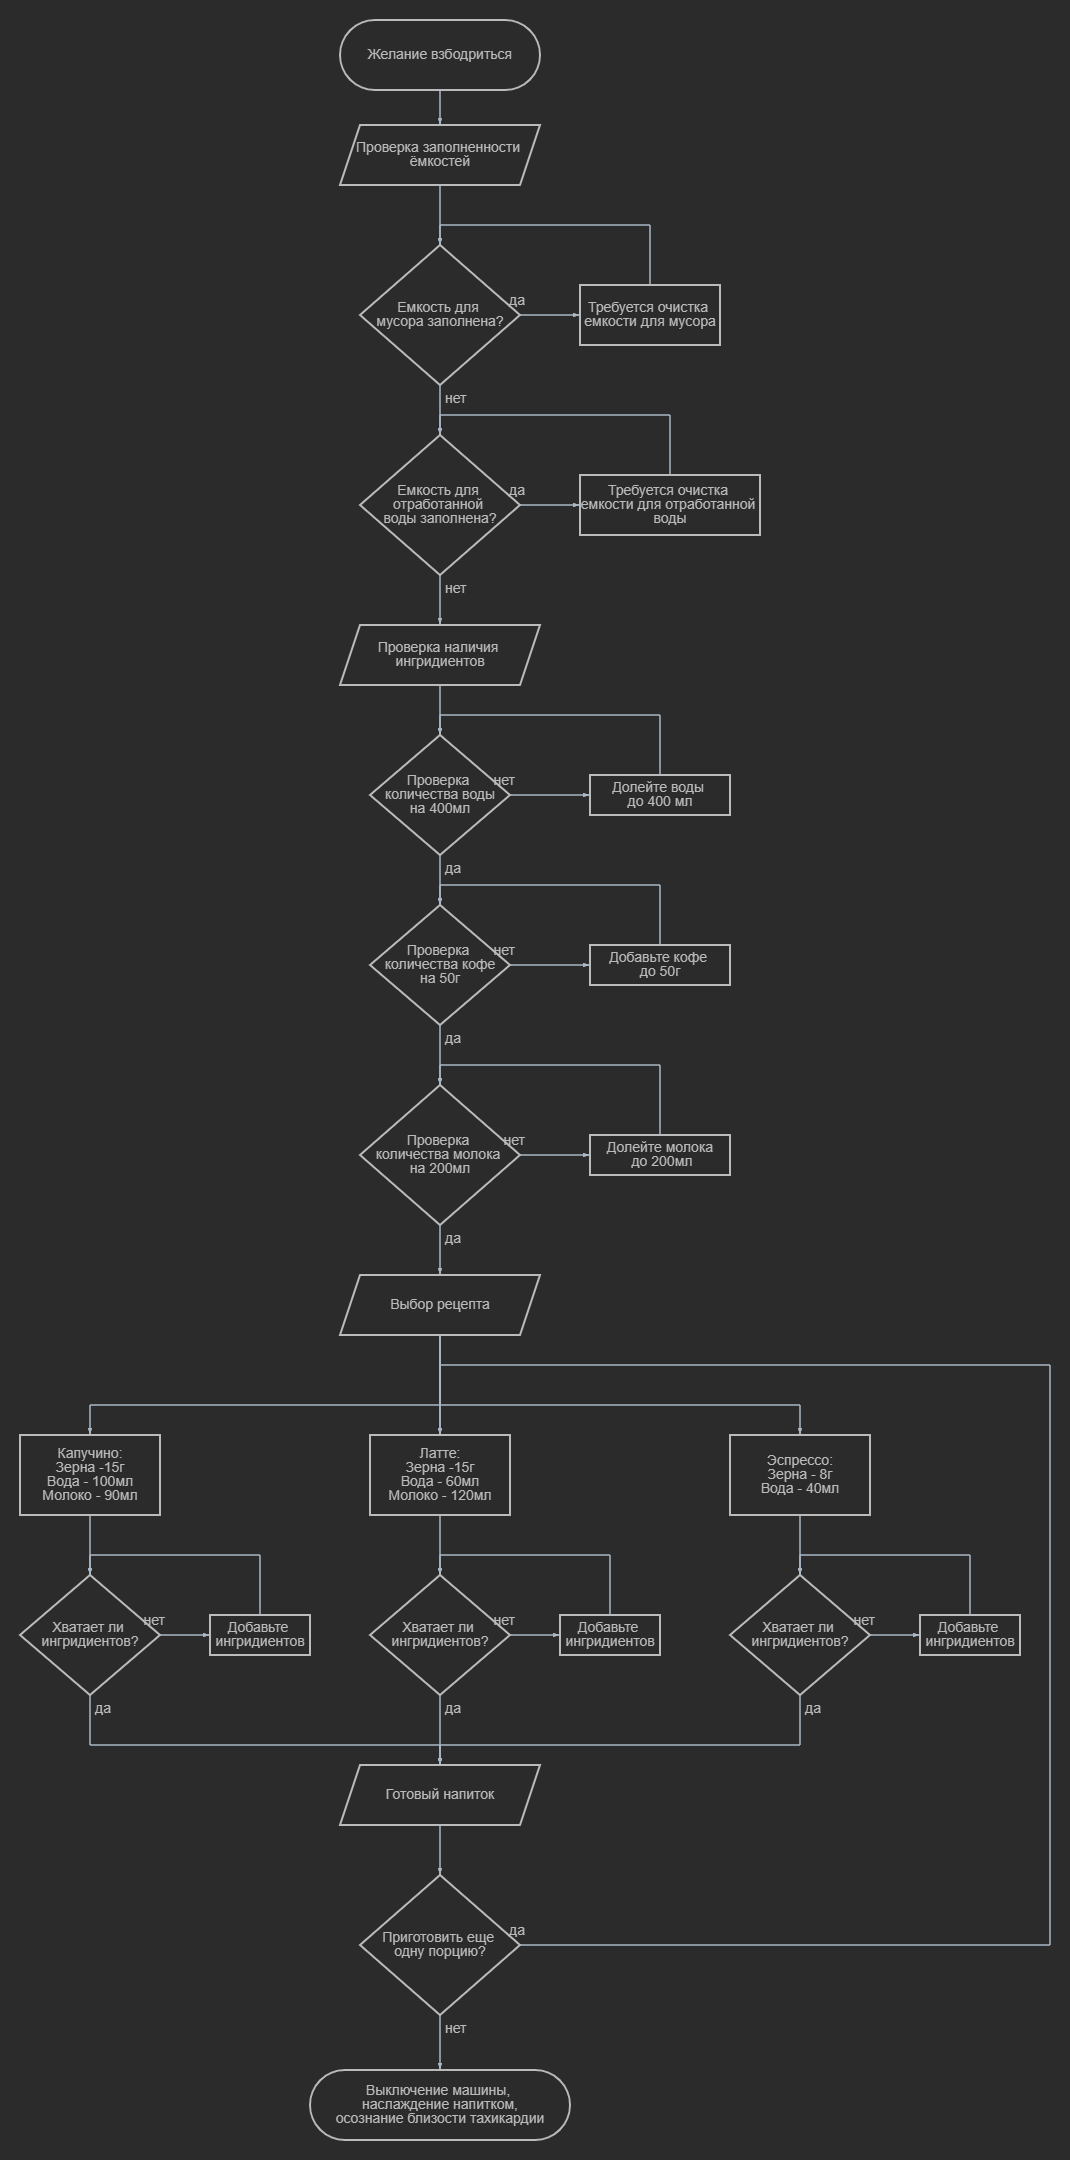 Желание взбодриться
Проверка заполненности
ёмкостей
Емкость для
мусора заполнена?
да
Требуется очистка
емкости для мусора
нет
Емкость для
отработанной
воды заполнена?
да
Требуется очистка
емкости для отработанной
воды
нет
Проверка наличия
ингридиентов
Проверка
количества воды
на 400мл
нет
Долейте воды
до 400 мл
да
Проверка
количества кофе
на 50г
нет
Добавьте кофе
до 50г
да
Проверка
количества молока
на 200мл
нет
Долейте молока
до 200мл
да
Выбор рецепта
Капучино:
Зерна -15г
Вода - 100мл
Молоко - 90мл
Латте:
Зерна -15г
Вода - 60мл
Молоко - 120мл
Эспрессо:
Зерна - 8г
Вода - 40мл
Хватает ли
ингридиентов?
нет
Добавьте
ингридиентов
да
Хватает ли
ингридиентов?
нет
Добавьте
ингридиентов
да
Хватает ли
ингридиентов?
нет
Добавьте
ингридиентов
да
Готовый напиток
Приготовить еще
одну порцию?
да
нет
Выключение машины,
наслаждение напитком,
осознание близости тахикардии